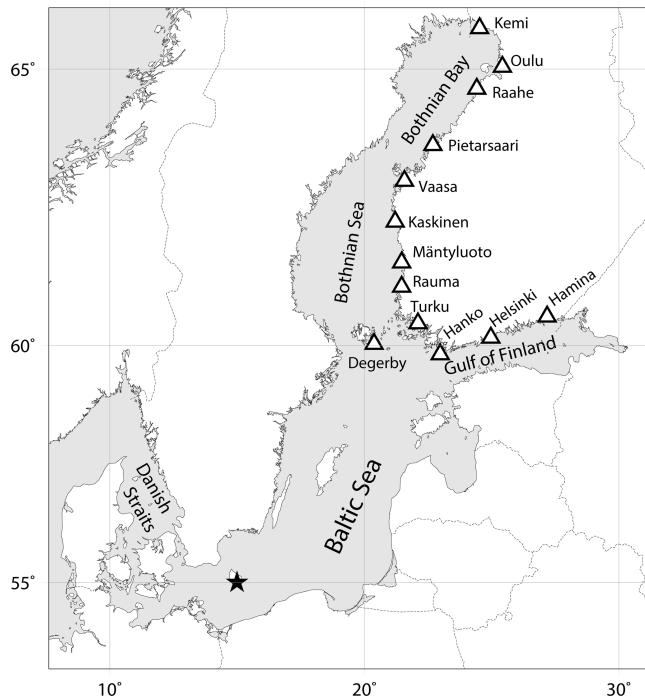 Kemi
65°
Oulu
Bothnian Bay
Raahe
Pietarsaari
Vaasa
Bothnian Sea
Kaskinen
Mäntyluoto
Rauma
Turku
Hanko
Helsinki
Hamina
60°
Degerby
Gulf of Finland
Danish
Straits
Baltic Sea
55°
10°
20°
30°